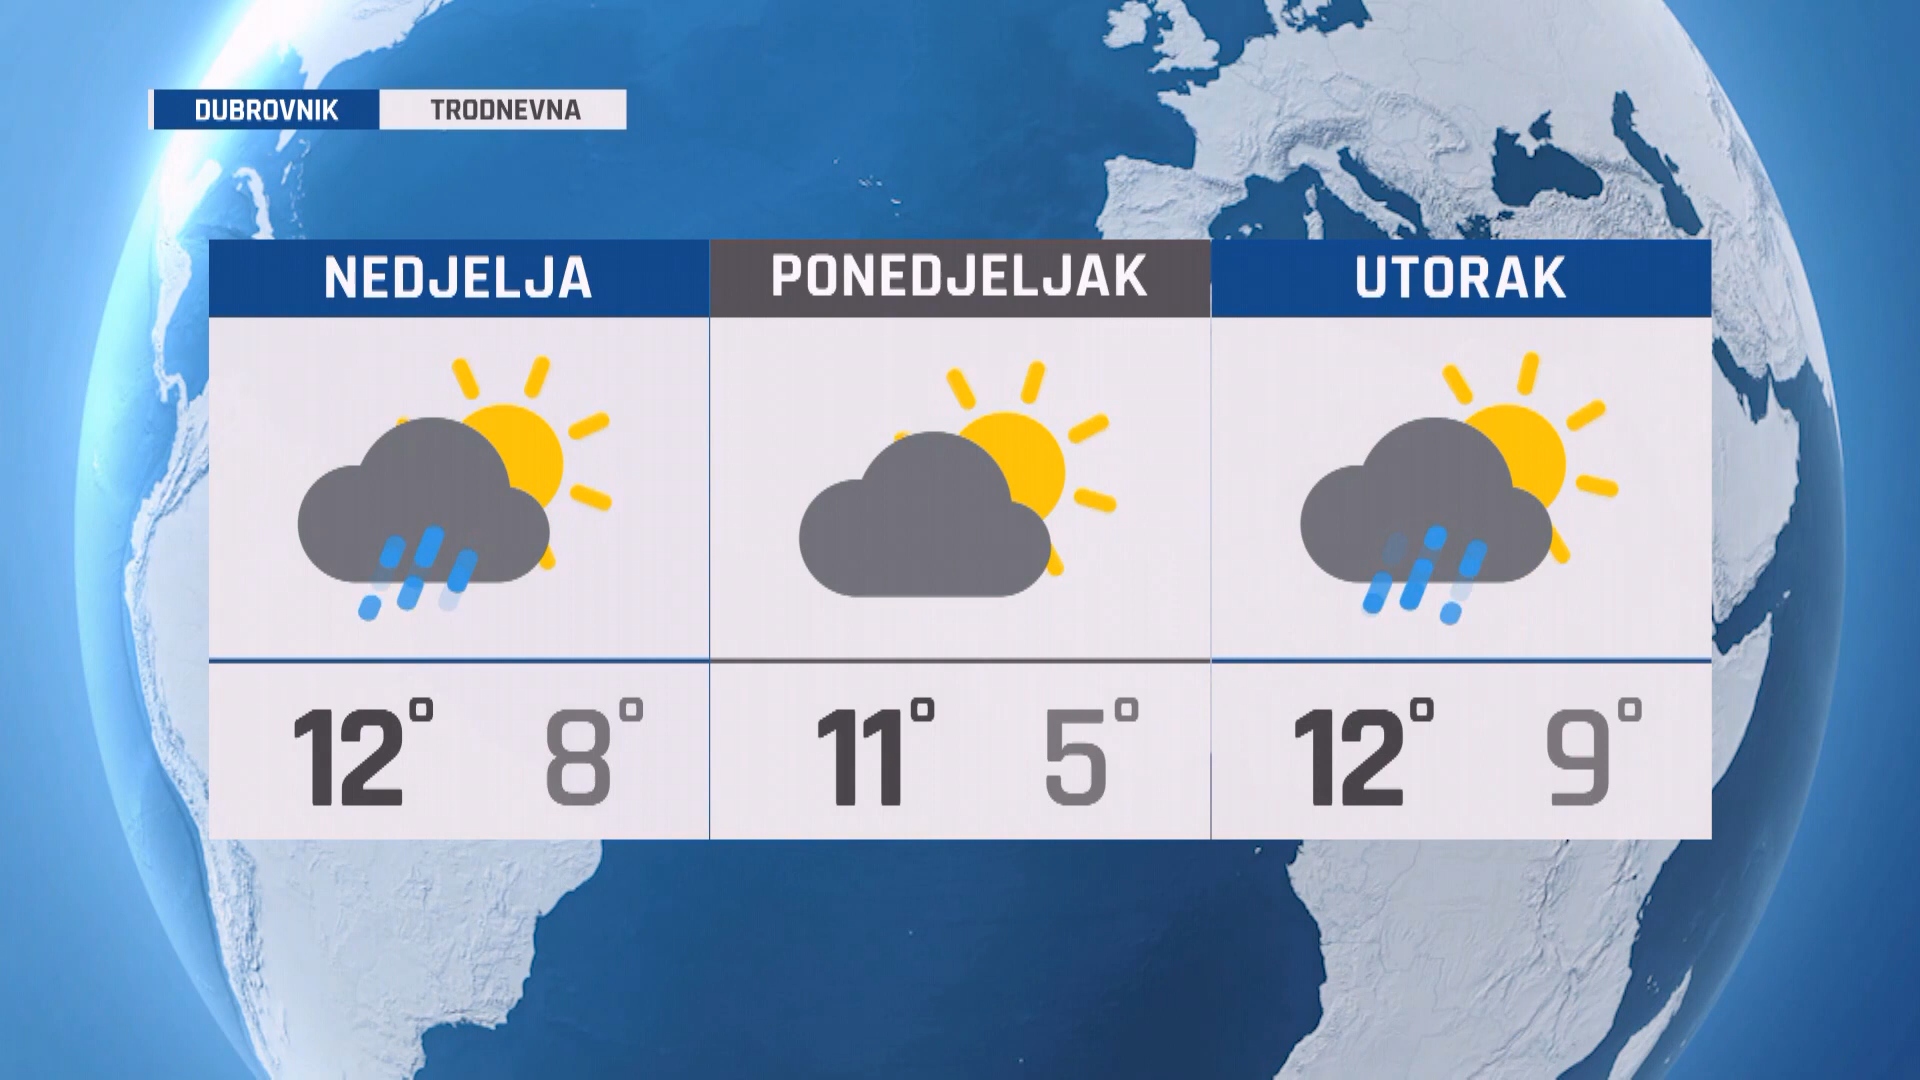 DUBROVNIK TRODNEVNA
NEDJELJA PONEDJELJAK UTORAK
12° 8° 11° 5° 12° 9°